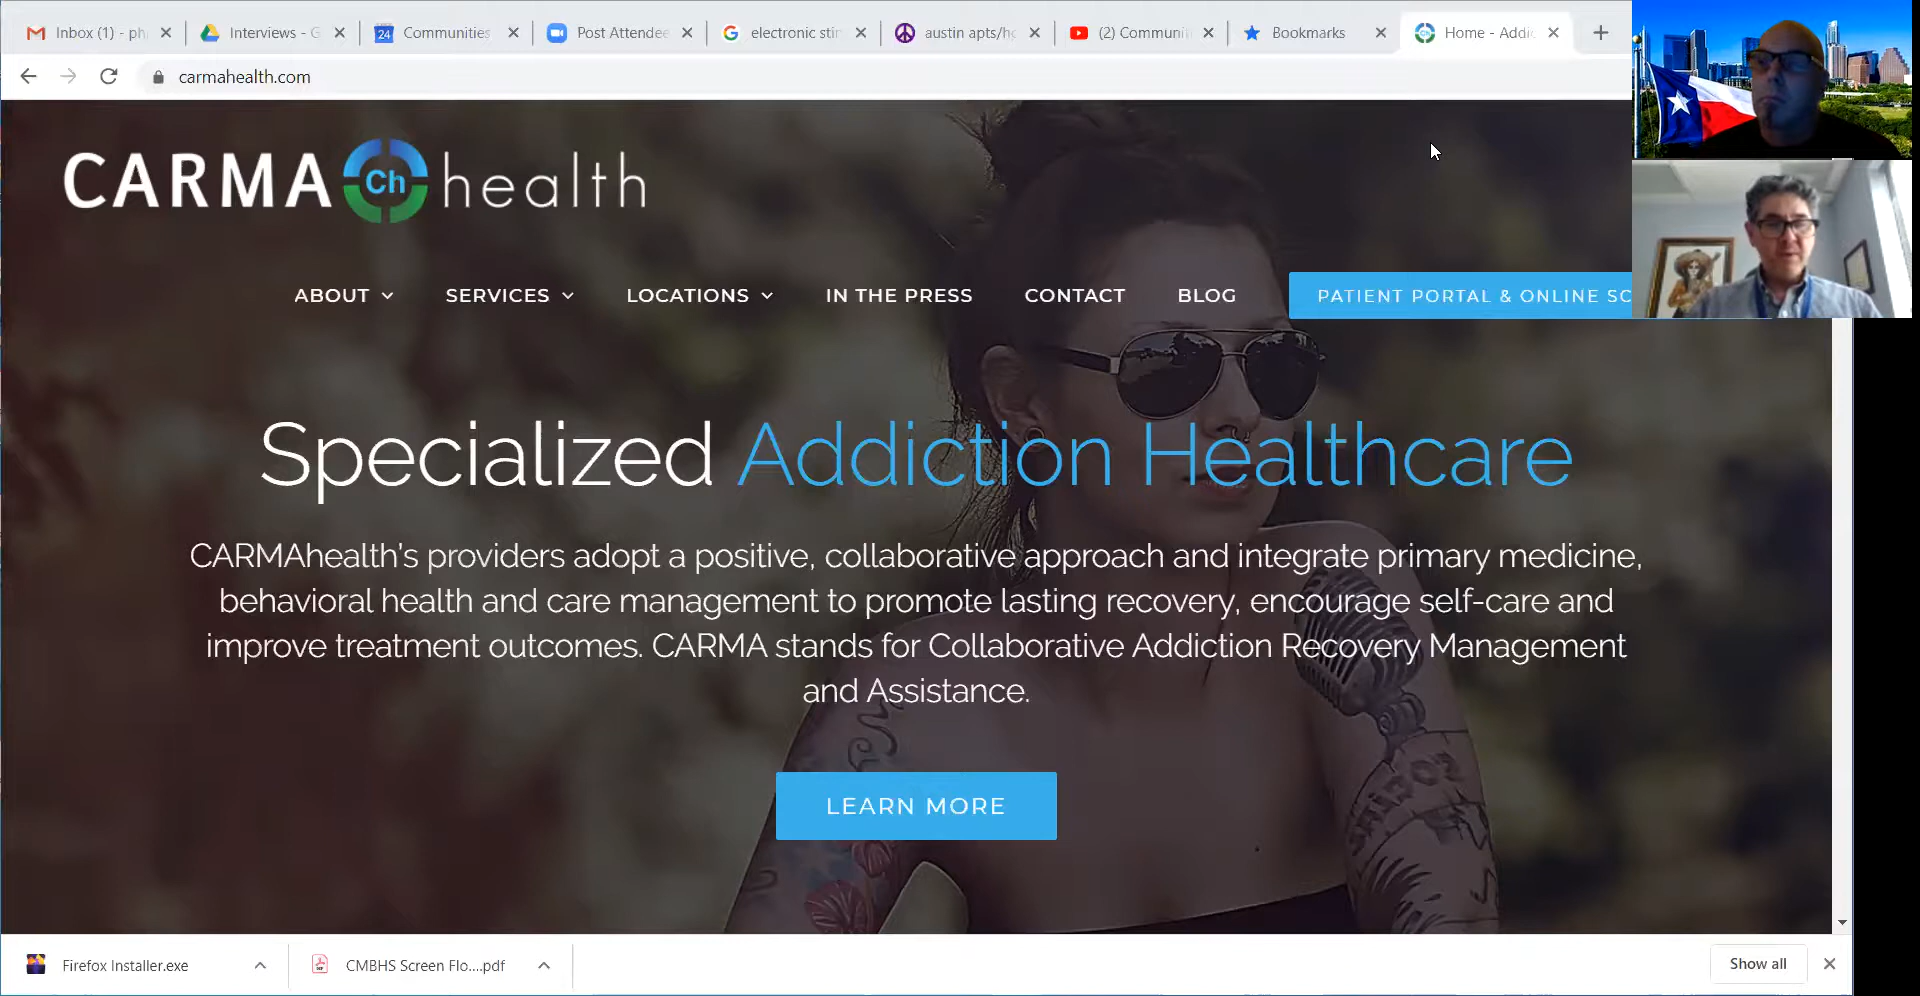 Inbox (1) - ph
Interviews - G
24
Communities
Post Attendee
electronic stir
austin apts/ho
(2) Communi
Bookmarks
Home - Addi
carmahealth.com
CARMA Ch health
ABOUT
SERVICES
LOCATIONS
IN THE PRESS
CONTACT
BLOG
PATIENT PORTAL & ONLINE SC
Specialized Addiction Healthcare
CARMAhealth's providers adopt a positive, collaborative approach and integrate primary medicine,
behavioral health and care management to promote lasting recovery, encourage self-care and
improve treatment outcomes. CARMA stands for Collaborative Addiction Recovery Management
and Assistance.
LEARN MORE
Firefox Installer.exe
CMBHS Screen Flo....pdf
Show all